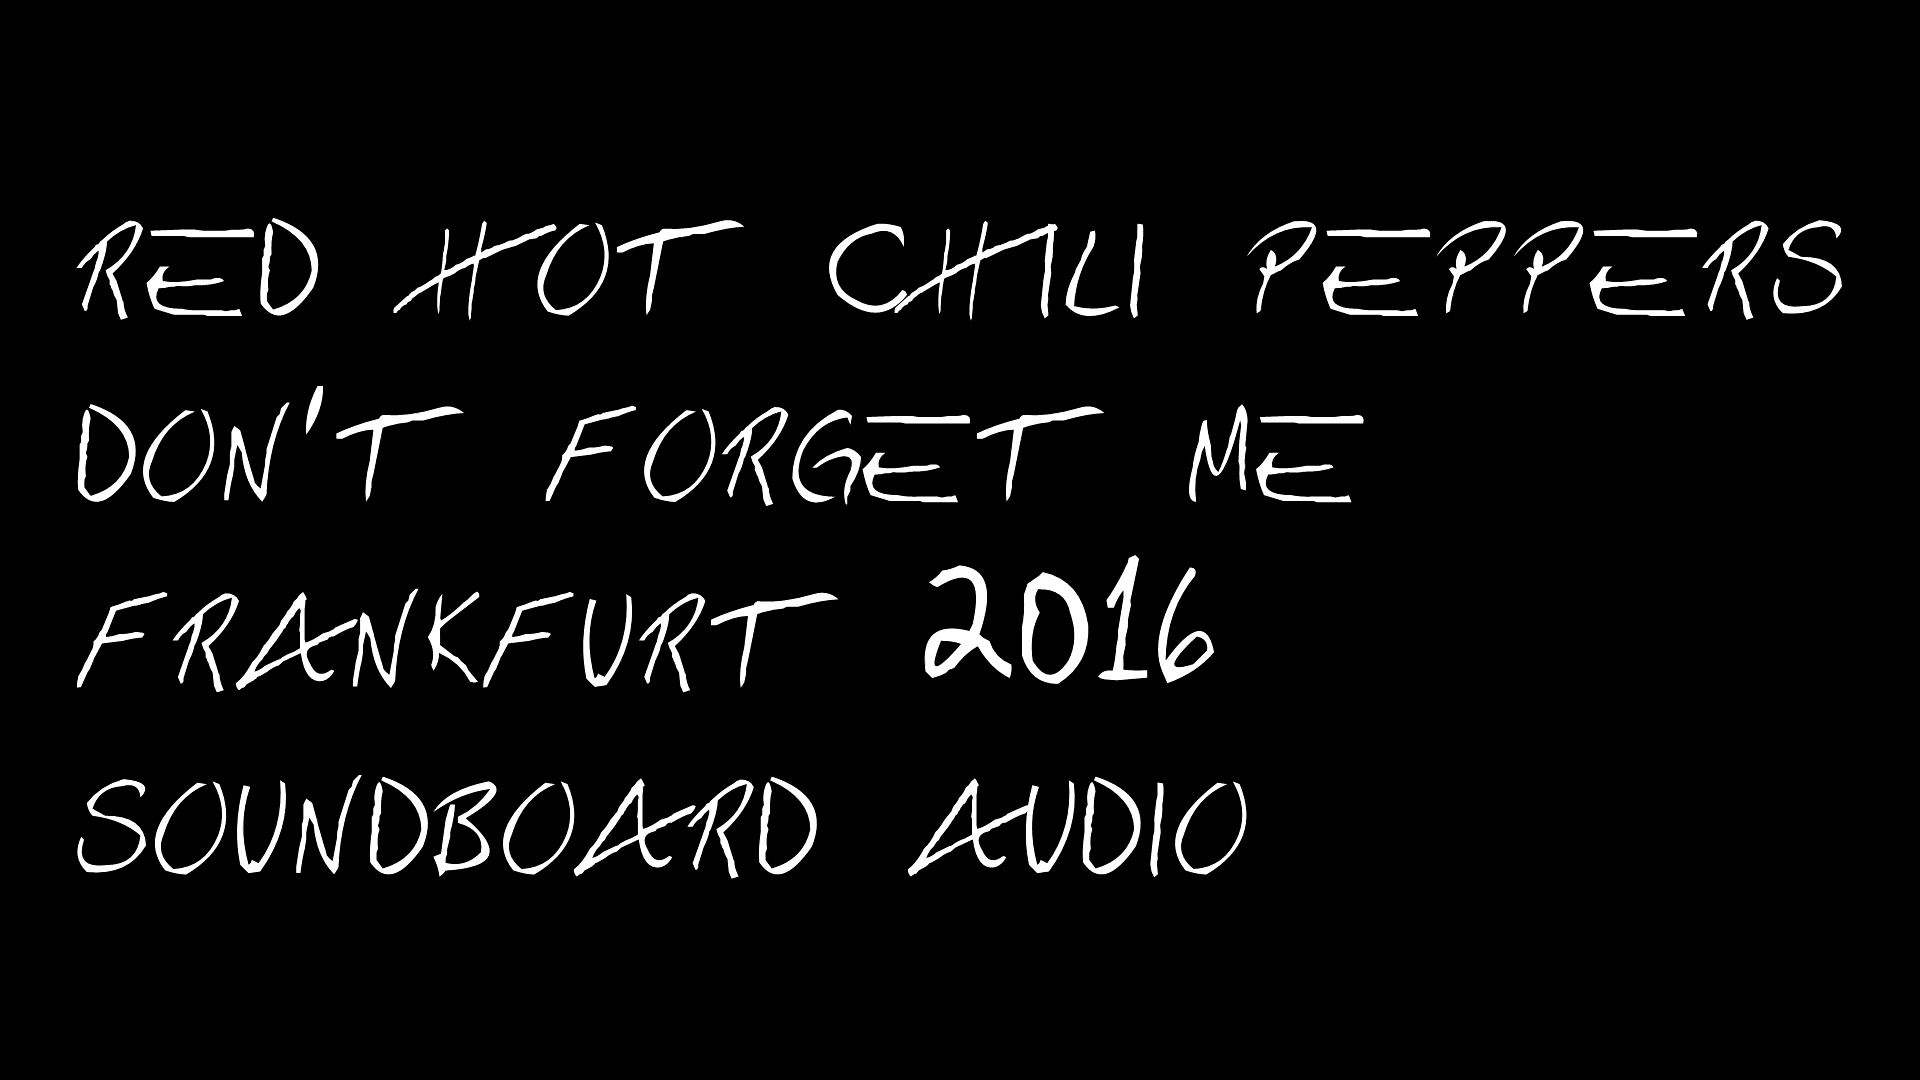 RED HOT CHILI PEPPERS
DON'T FORGET ME
FRANKFURT 2016
SOUNDBOARD AUDIO